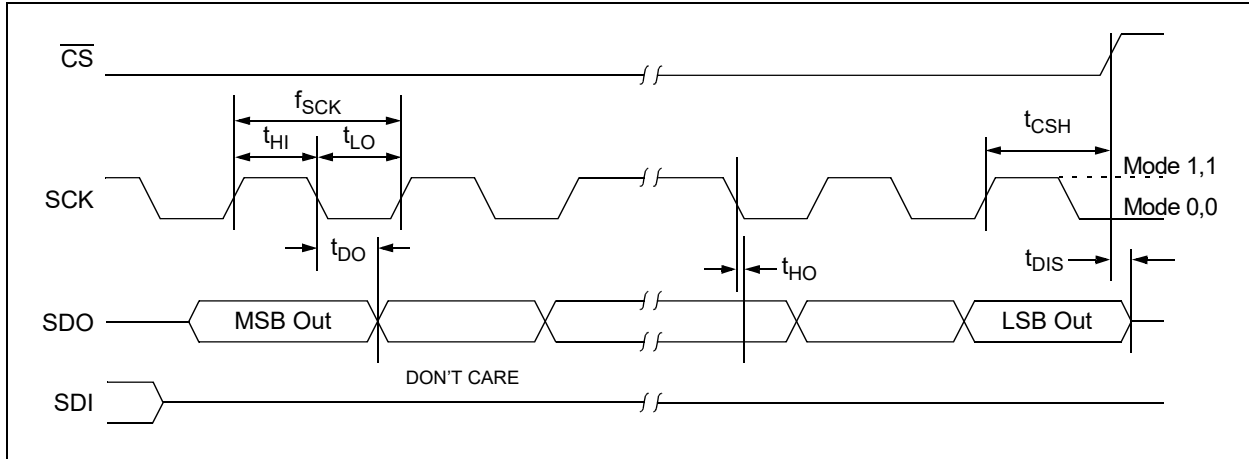 CS
fSCK
tHI
tLO
tCSH
SCK
Mode 1,1
Mode 0,0
tDO
tHO
tDIS
SDO
MSB Out
LSB Out
DON'T CARE
SDI